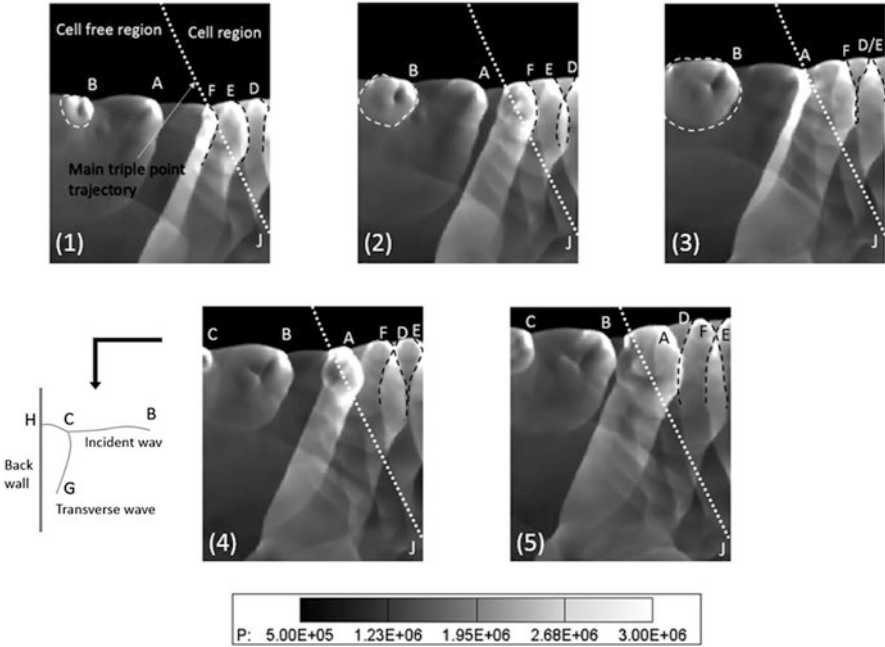 Cell free region
Cell region
B
A
F
E
D
Main triple point
trajectory
(1)
J
B
A
F
E
D
(2)
J
B
A
F
D/E
(3)
J
H
C
B
Incident wav
Back
wall
G
Transverse wave
C
B
A
F
D
E
(4)
J
C
B
A
D
F
E
(5)
J
P: 5.00E+05 1.23E+06 1.95E+06 2.68E+06 3.00E+06